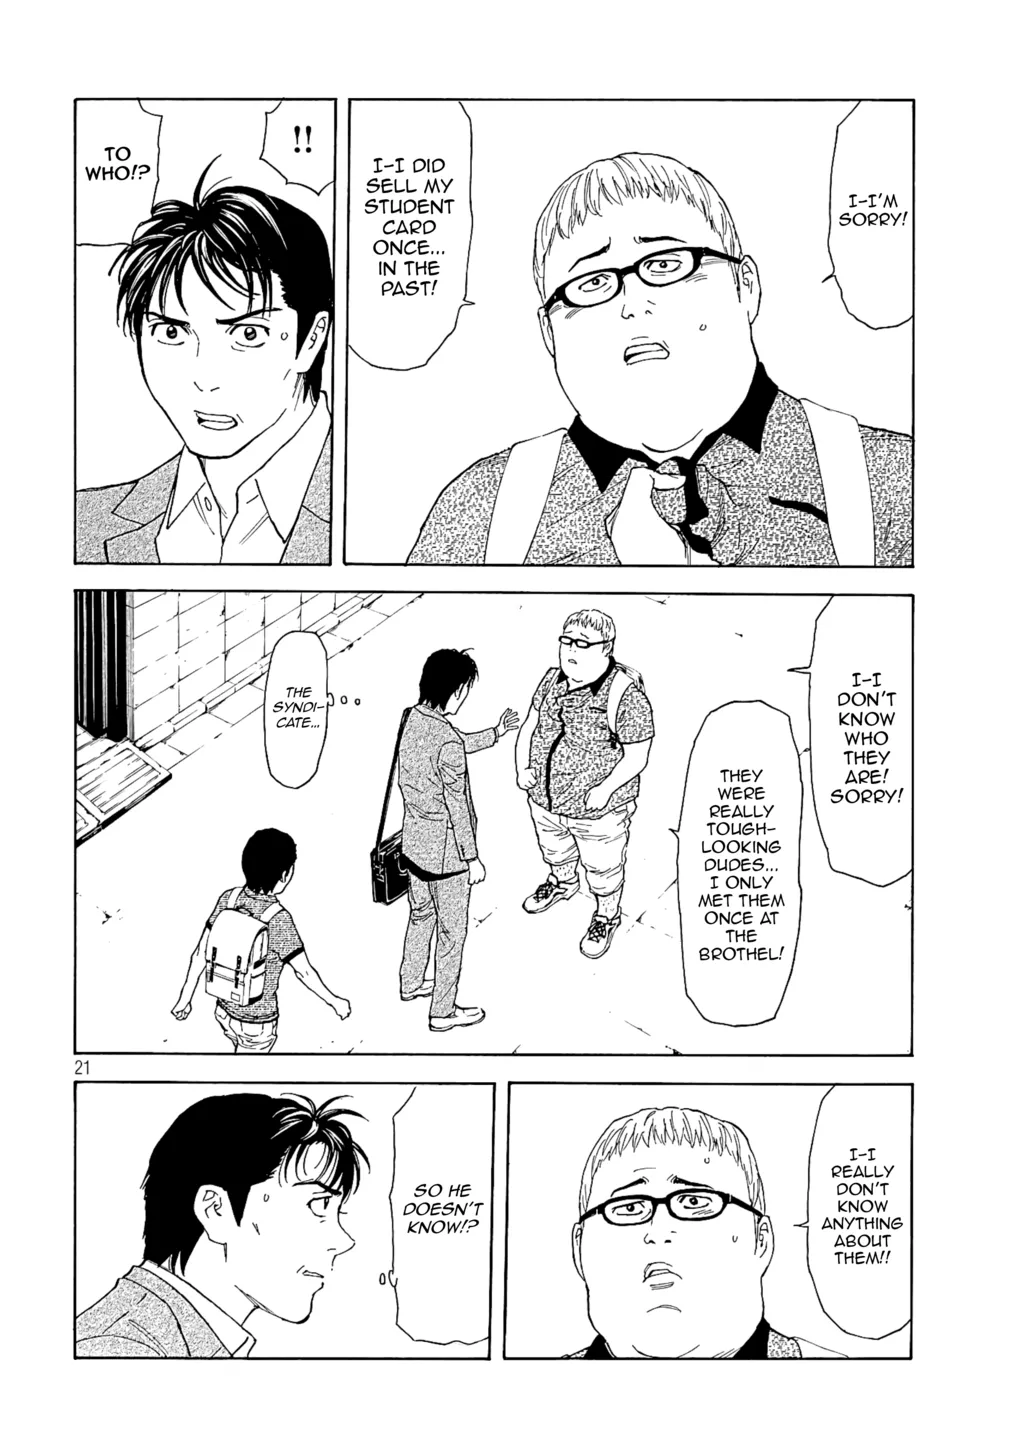 I-I'M
SORRY!
I-I DID
SELL MY
STUDENT
CARD
ONCE...
IN THE
PAST!
!!
TO
WHO!?
I-I
DON'T
KNOW
WHO
THEY
ARE!
SORRY!
THEY
WERE
REALLY
TOUGH-
LOOKING
DUDES...
I ONLY
MET THEM
ONCE AT
THE
BROTHEL!
THE
SYNDI-
CATE...
I-I
REALLY
DON'T
KNOW
ANYTHING
ABOUT
THEM!!
SO HE
DOESN'T
KNOW!?
21